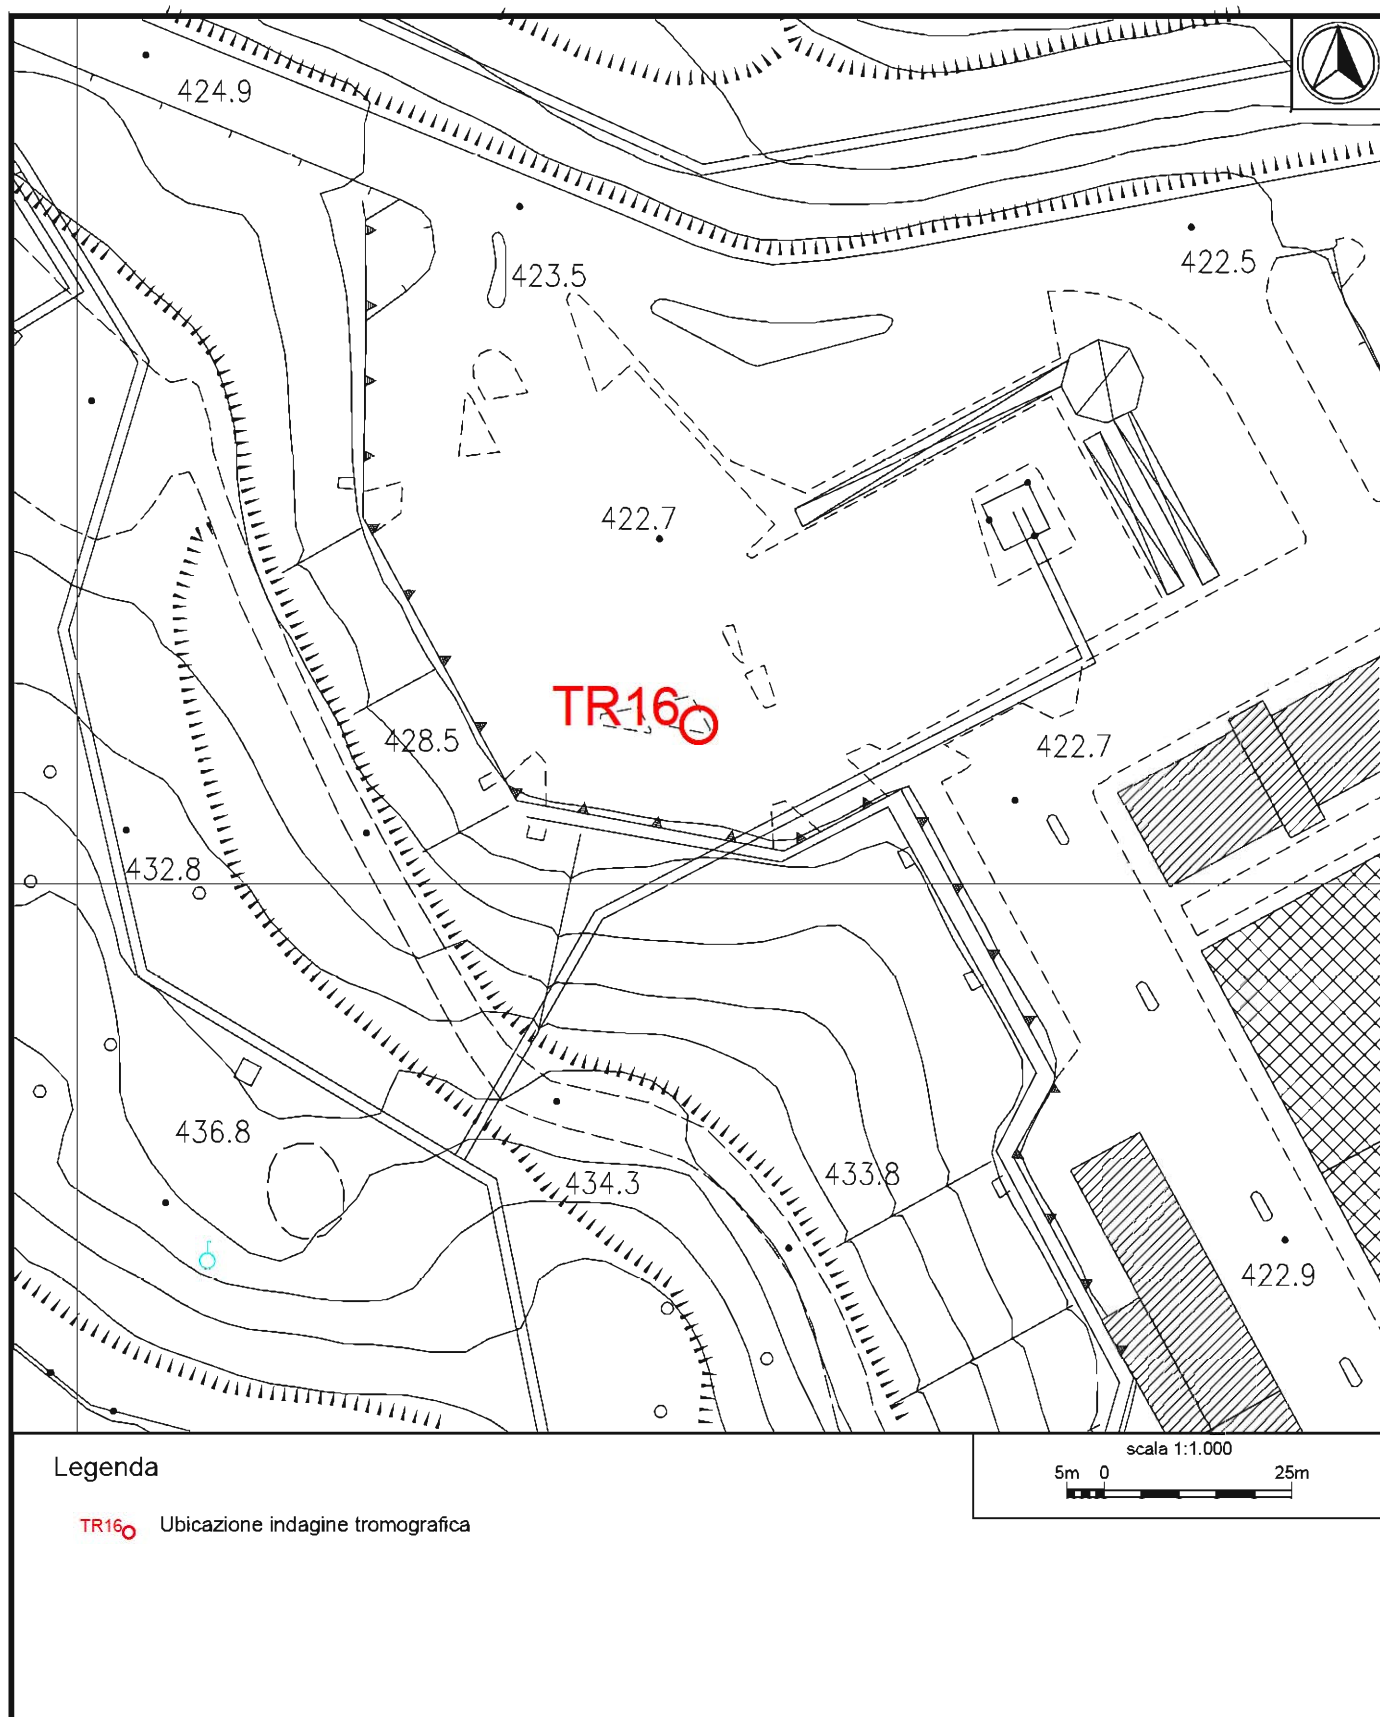 424.9
423.5
422.5
422.7
TR16
428.5
422.7
432.8
436.8
434.3
433.8
422.9
scala 1:1.000
5m 0 25m
Legenda
TR16 Ubicazione indagine tromografica